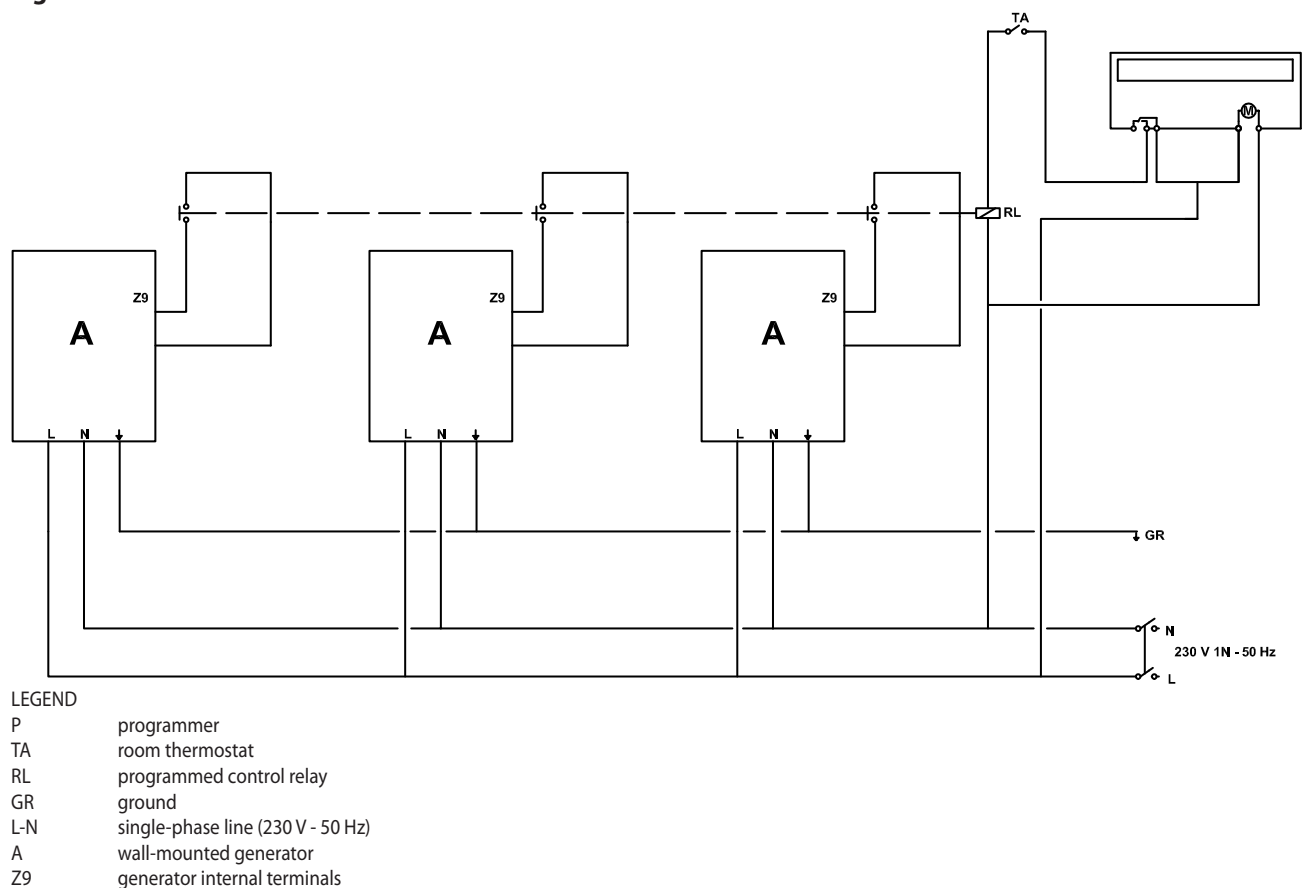 TA
RL
Z9
Z9
Z9
A
A
A
L N
L N
L N
GR
N
230 V 1N - 50 Hz
L
LEGEND
P programmer
TA room thermostat
RL programmed control relay
GR ground
L-N single-phase line (230 V - 50 Hz)
A wall-mounted generator
Z9 generator internal terminals